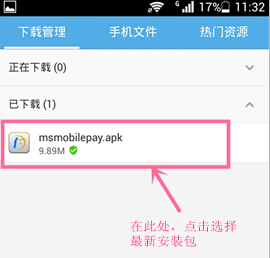 G 17% 11:32
下载管理 手机文件 热门资源
正在下载 (0)
已下载 (1)
msmobilepay.apk
9.89M
在此处，点击选择
最新安装包